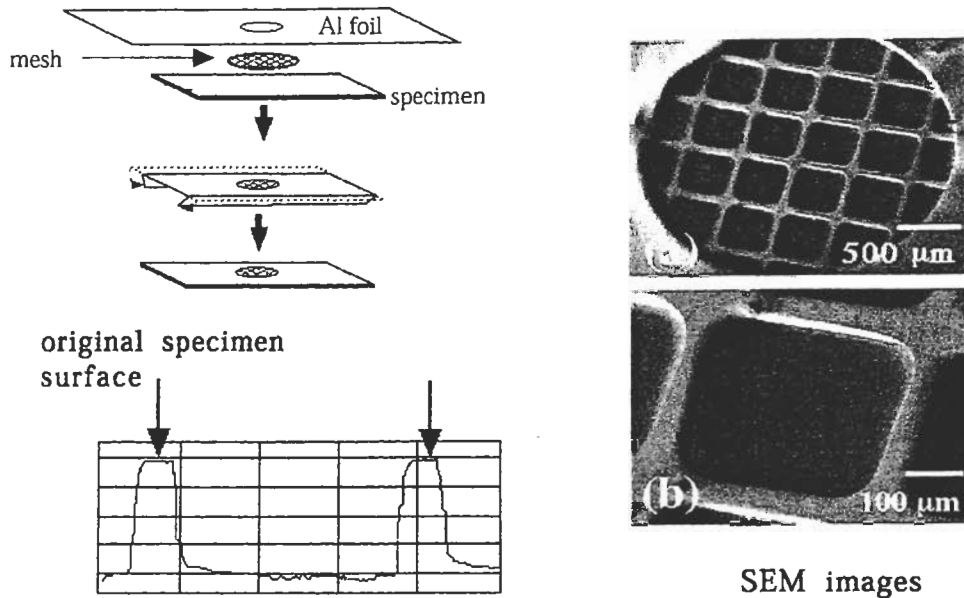 Al foil
mesh
specimen
original specimen
surface
500 μm
(b)
100 μm
SEM images